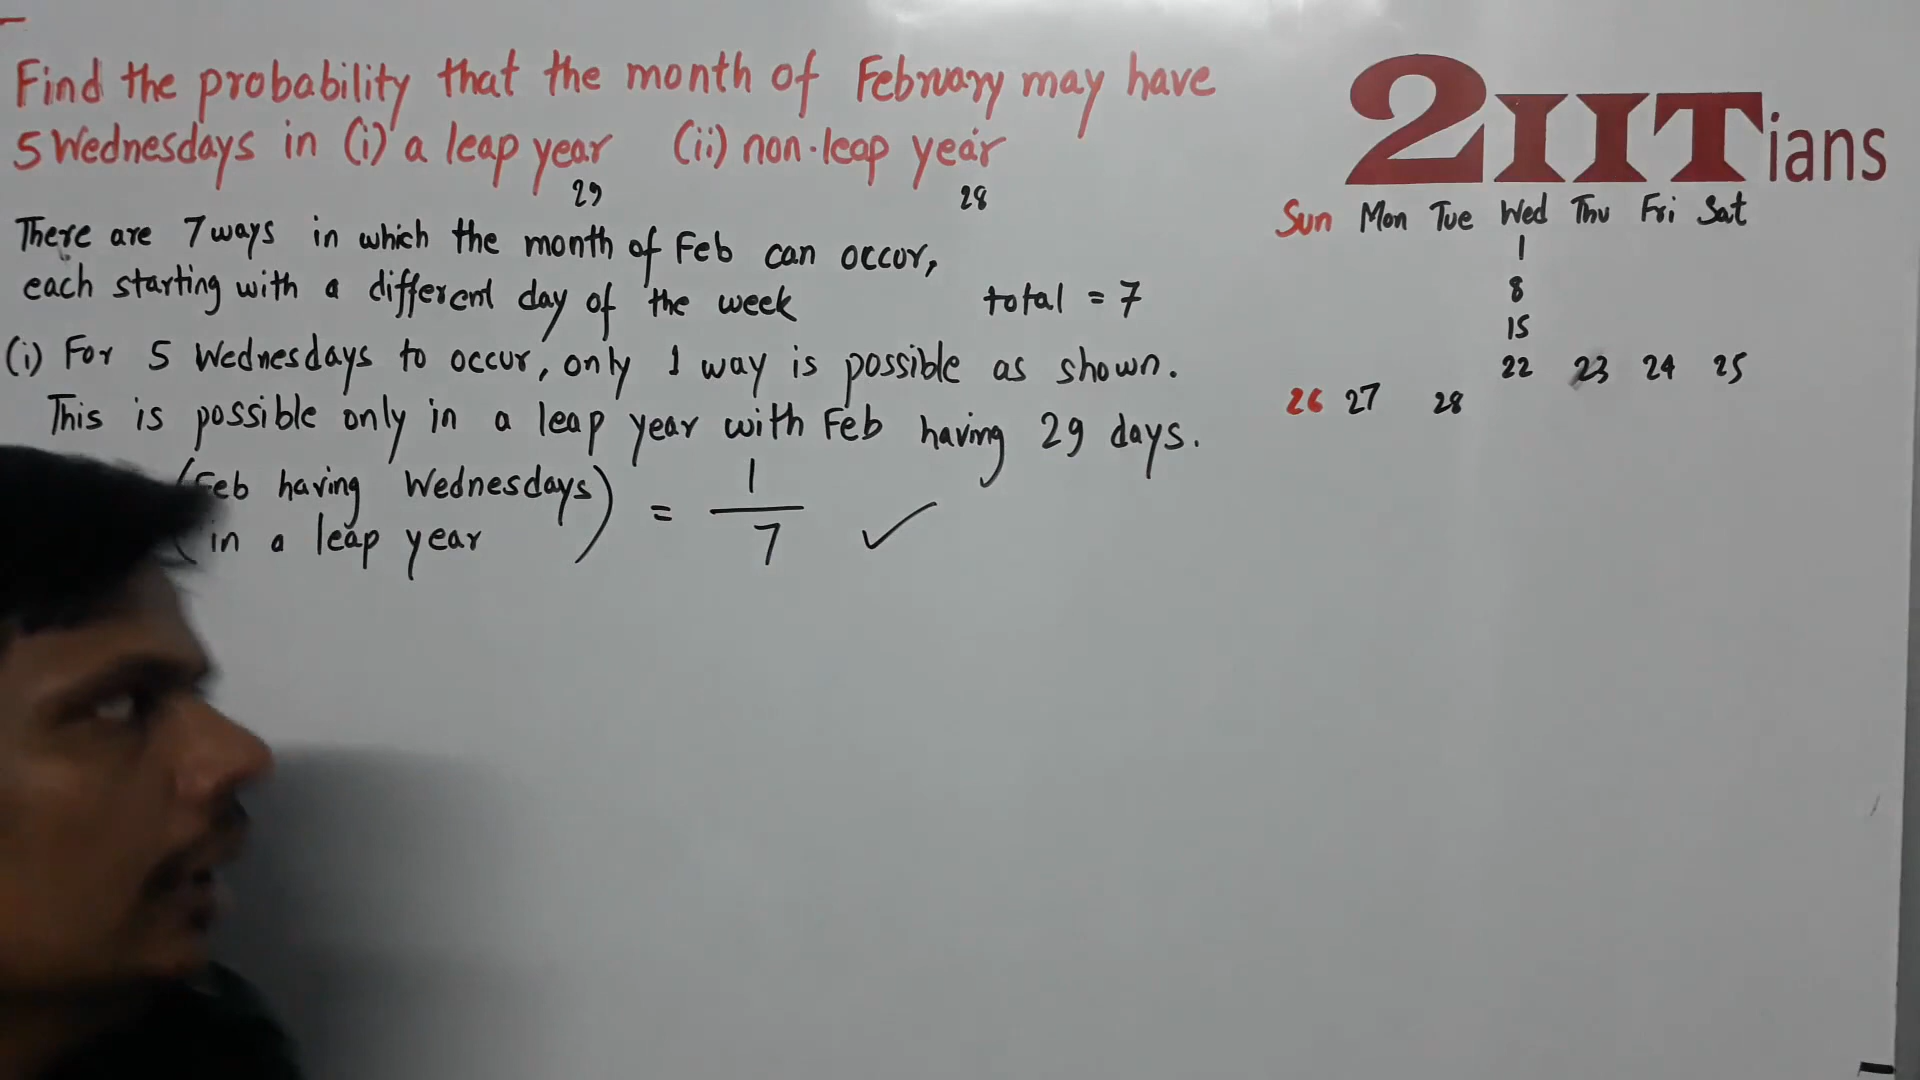 Find the probability that the month of February may have
5 Wednesdays in (i) a leap year (ii) non-leap year
29 28
There are 7 ways in which the month of Feb can occur,
each starting with a different day of the week total = 7
(i) For 5 Wednesdays to occur, only 1 way is possible as shown.
This is possible only in a leap year with Feb having 29 days.
(Feb having Wednesdays
in a leap year) = 1/7 ✓
2IITians
Sun Mon Tue Wed Thu Fri Sat
1
8
15
22 23 24 25
26 27 28